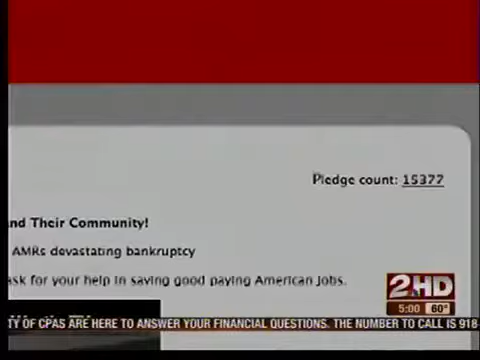 Pledge count: 15377
nd Their Community!
AMRs devastating bankruptcy
ask for your help in saving good paying American Jobs.
2HD
5:00 60°
TY OF CPAS ARE HERE TO ANSWER YOUR FINANCIAL QUESTIONS. THE NUMBER TO CALL IS 918